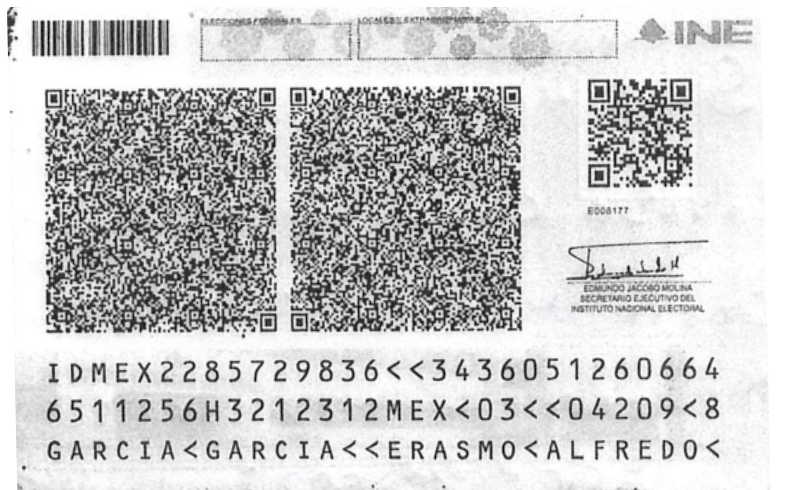 ELECCIONES FEDERALES
LOCALES Y EXTRAORDINARIAS
INE
E008177
EDMUNDO JACOBO MOLINA
SECRETARIO EJECUTIVO DEL
INSTITUTO NACIONAL ELECTORAL
IDMEX2285729836<<3436051260664
6511256H3212312MEX<03<<04209<8
GARCIA<GARCIA<<ERASMO<ALFREDO<